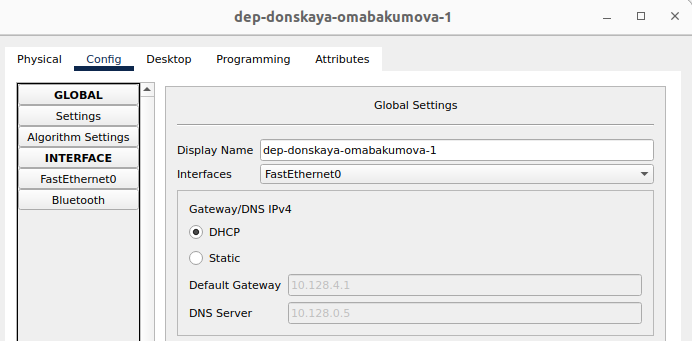 dep-donskaya-omabakumova-1
Physical Config Desktop Programming Attributes
GLOBAL
Settings
Algorithm Settings
INTERFACE
FastEthernet0
Bluetooth
Global Settings
Display Name dep-donskaya-omabakumova-1
Interfaces FastEthernet0
Gateway/DNS IPv4
DHCP
Static
Default Gateway 10.128.4.1
DNS Server 10.128.0.5